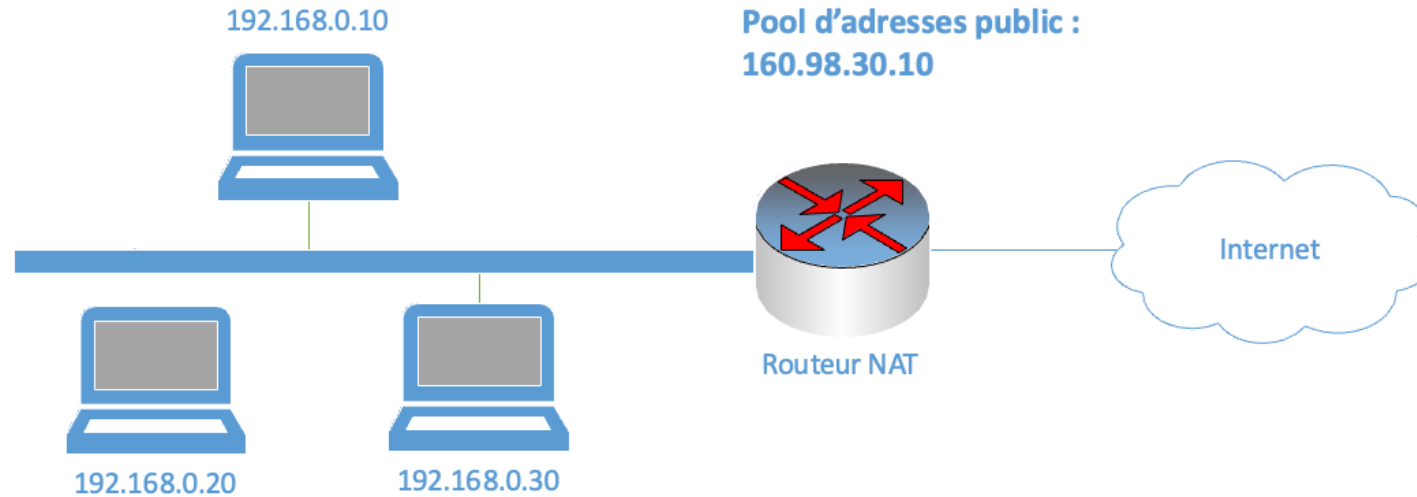 192.168.0.10
Pool d’adresses public :
160.98.30.10
Internet
Routeur NAT
192.168.0.20
192.168.0.30